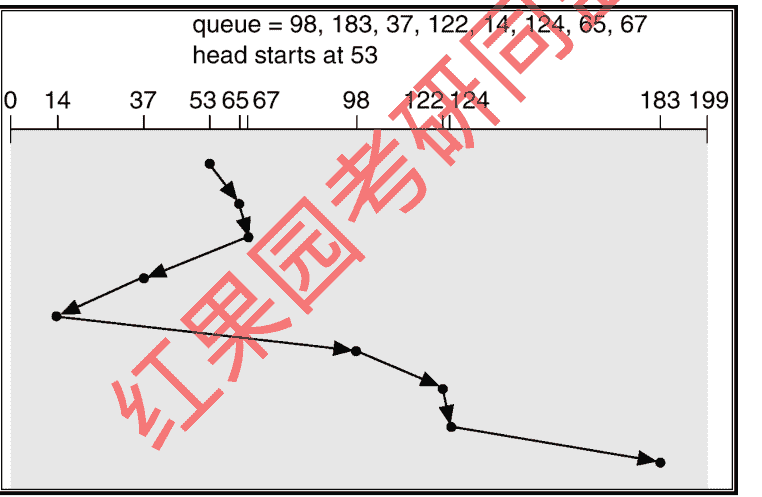 queue = 98, 183, 37, 122, 14, 124, 65, 67
head starts at 53
0 14 37 53 65 67 98 122 124 183 199
红果园考研同